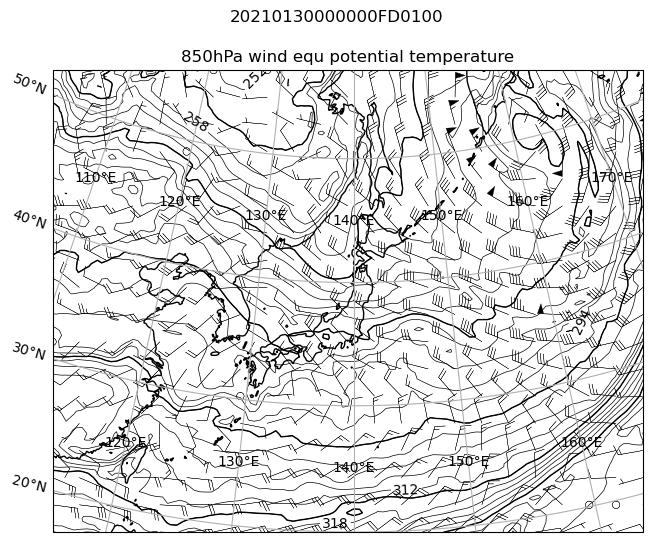 20210130000000FD0100
850hPa wind equ potential temperature
50°N
252
258
110°E
170°E
120°E
160°E
40°N
130°E
140°E
150°E
294
30°N
120°E
160°E
130°E
140°E
150°E
20°N
312
318